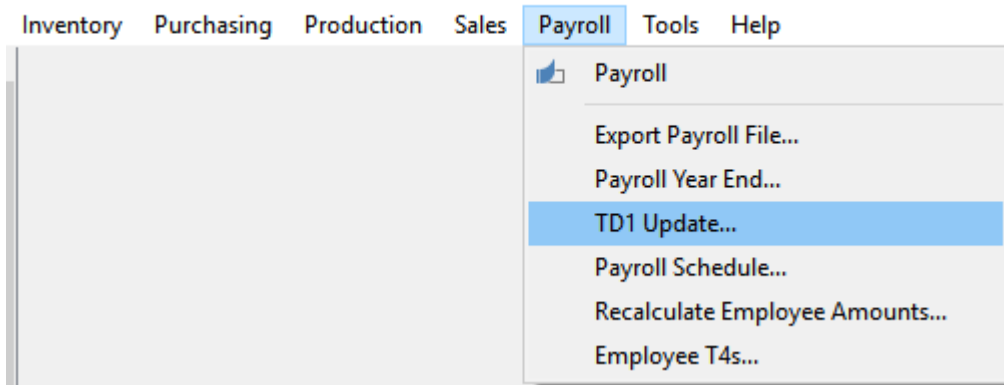 Inventory Purchasing Production Sales Payroll Tools Help
Payroll
Export Payroll File...
Payroll Year End...
TD1 Update...
Payroll Schedule...
Recalculate Employee Amounts...
Employee T4s...